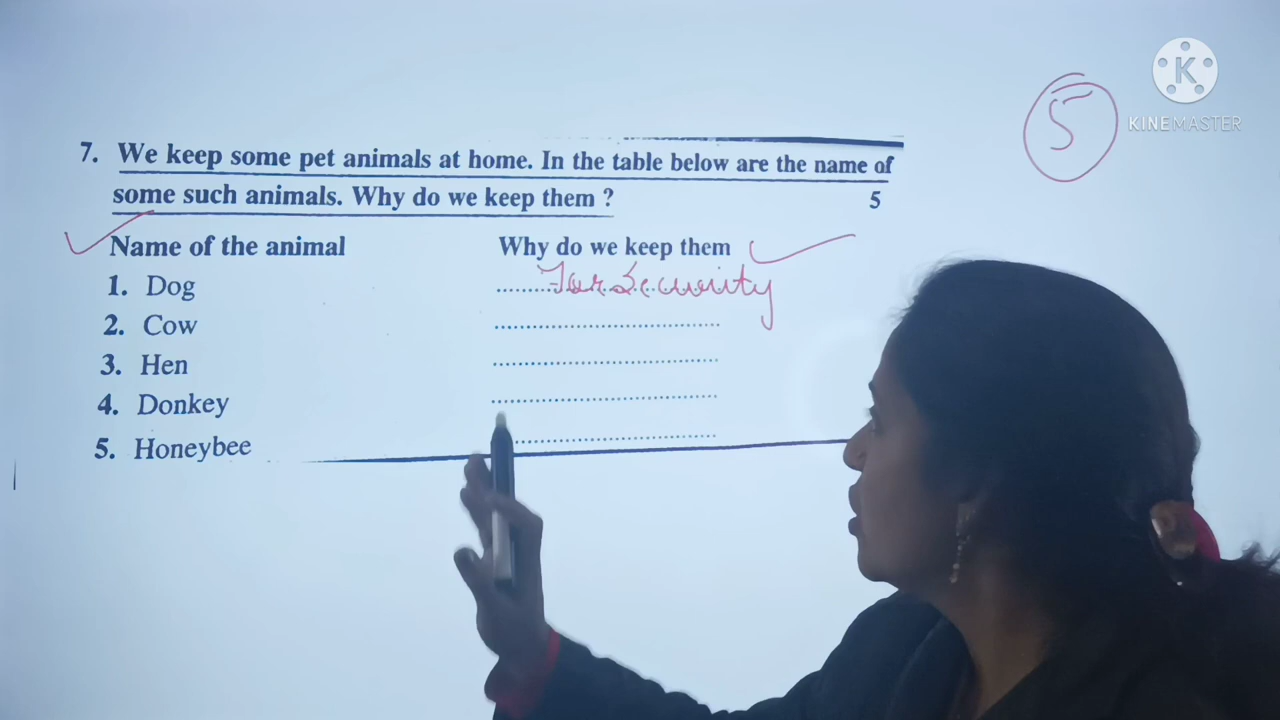 5
KINEMASTER
7. We keep some pet animals at home. In the table below are the name of
some such animals. Why do we keep them ? 5
Name of the animal Why do we keep them
1. Dog ..........For Security
2. Cow ..........
3. Hen ..........
4. Donkey ..........
5. Honeybee ..........